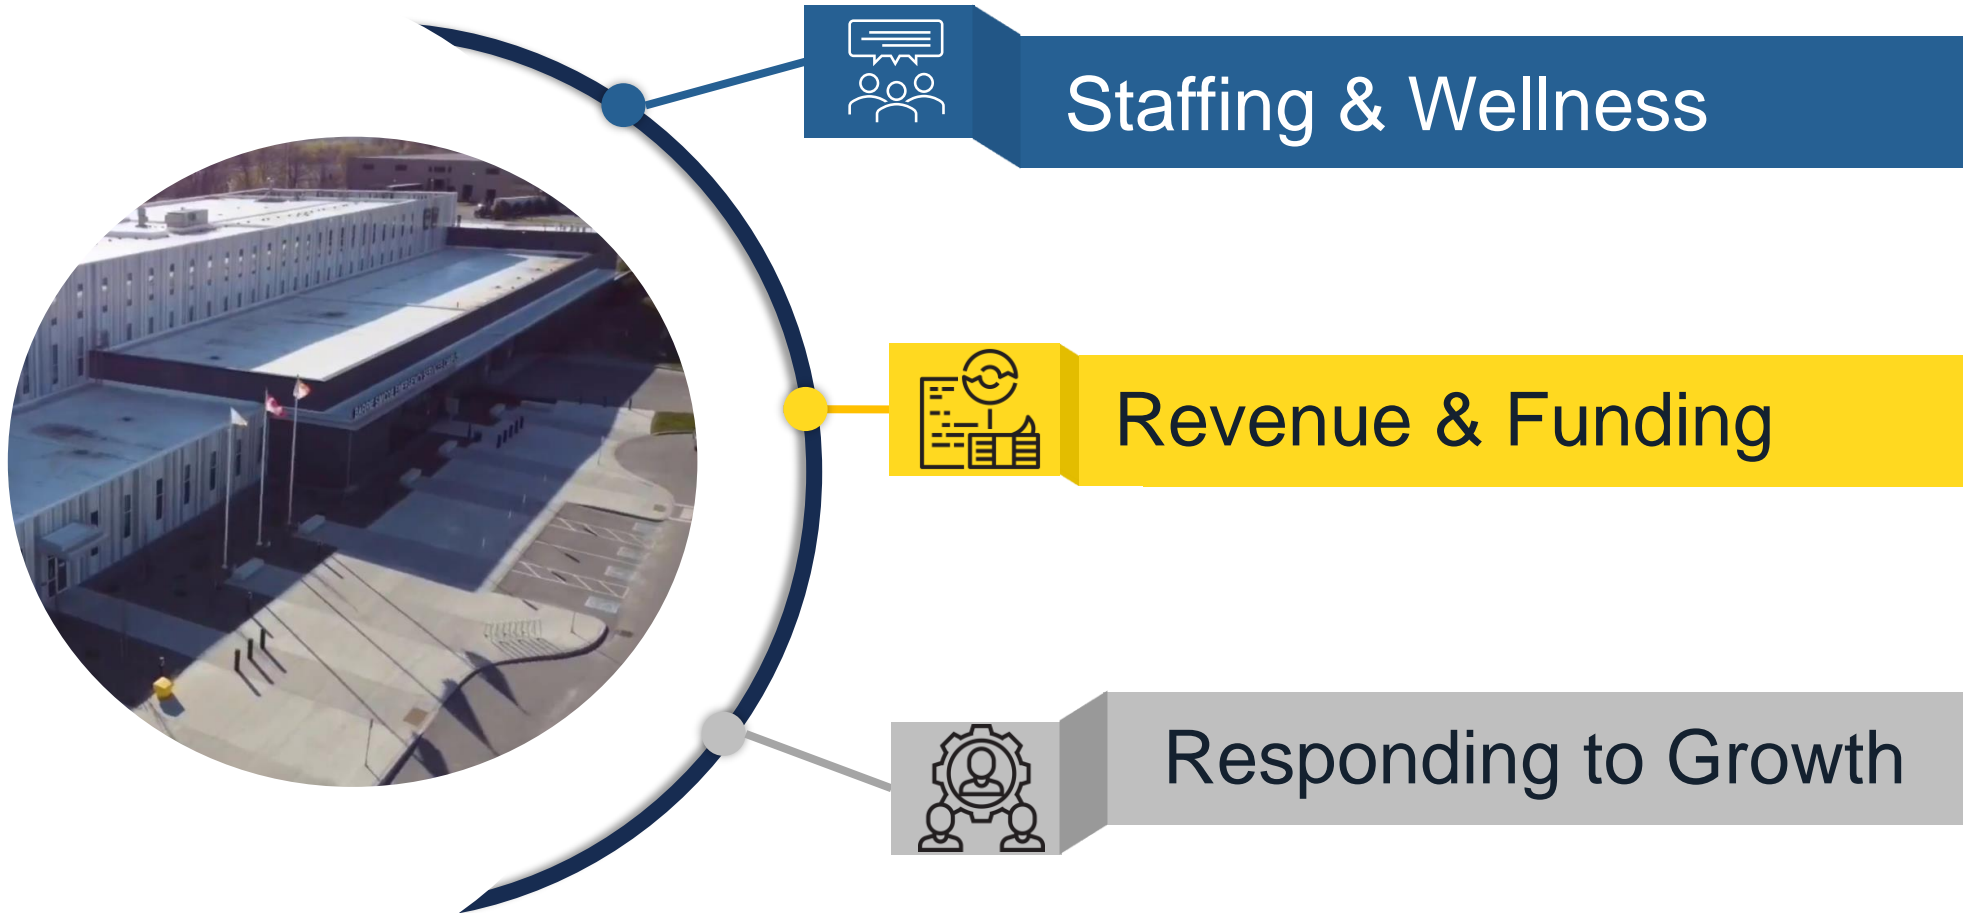 Staffing & Wellness
Revenue & Funding
Responding to Growth